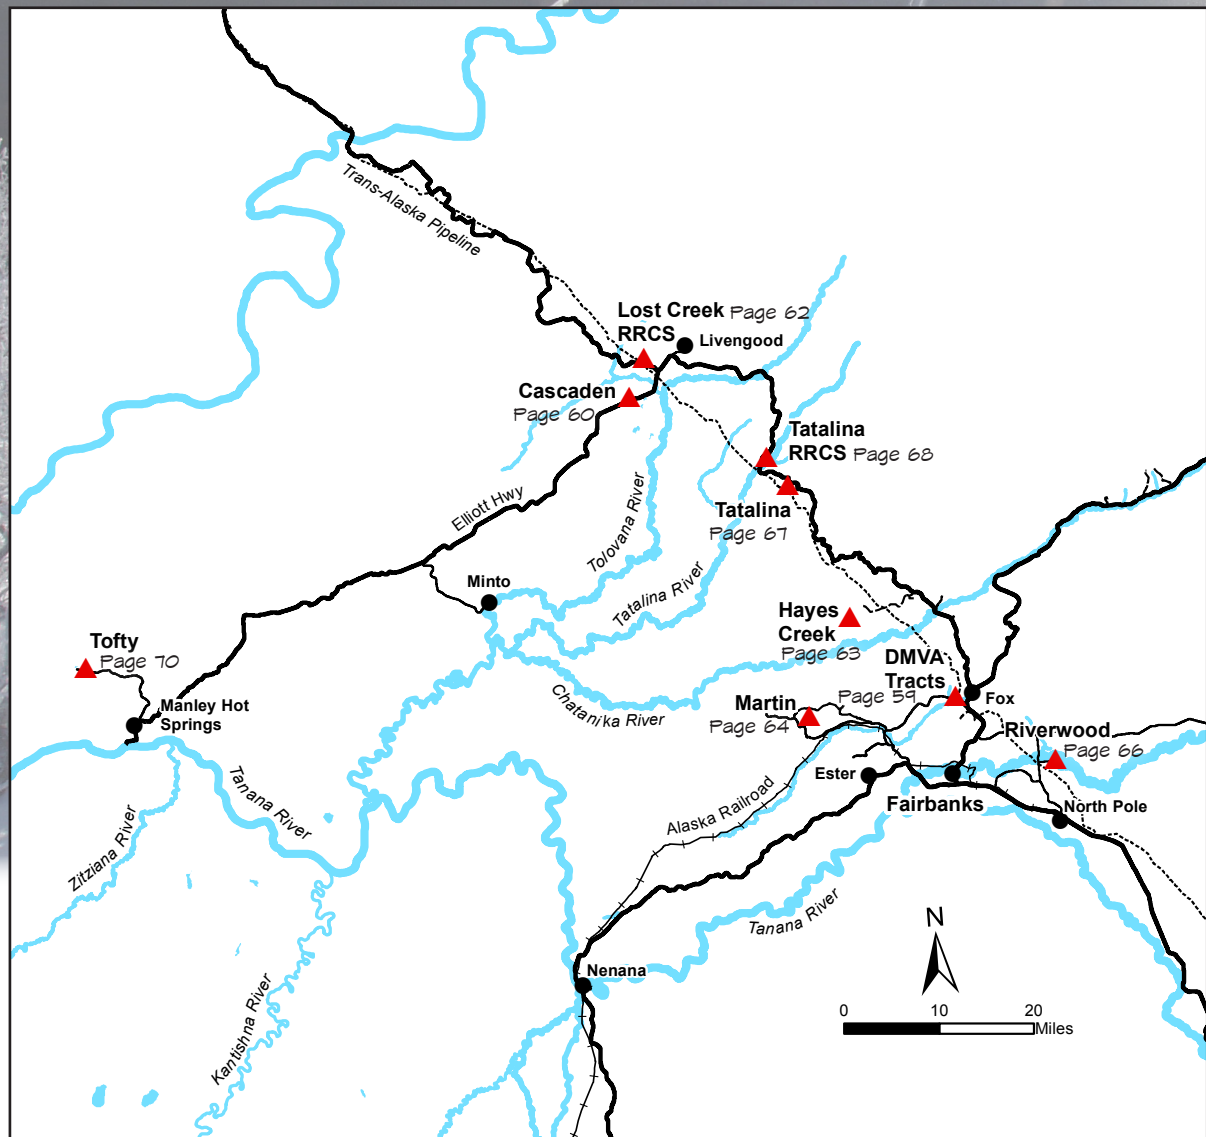 Trans-Alaska Pipeline
Lost Creek Page 62
RRCS
Livengood
Cascaden
Page 60
Tatalina
RRCS Page 68
Elliott Hwy
Tolovana River
Tatalina
Page 67
Minto
Tatalina River
Hayes
Creek
Page 63
Tofty
Page 70
DMVA
Tracts
Page 59
Manley Hot
Springs
Chatanika River
Martin
Page 64
Fox
Riverwood
Page 66
Tanana River
Ester
Alaska Railroad
Fairbanks
North Pole
Zitziana River
Tanana River
N
Nenana
Kantishna River
0 10 20
Miles